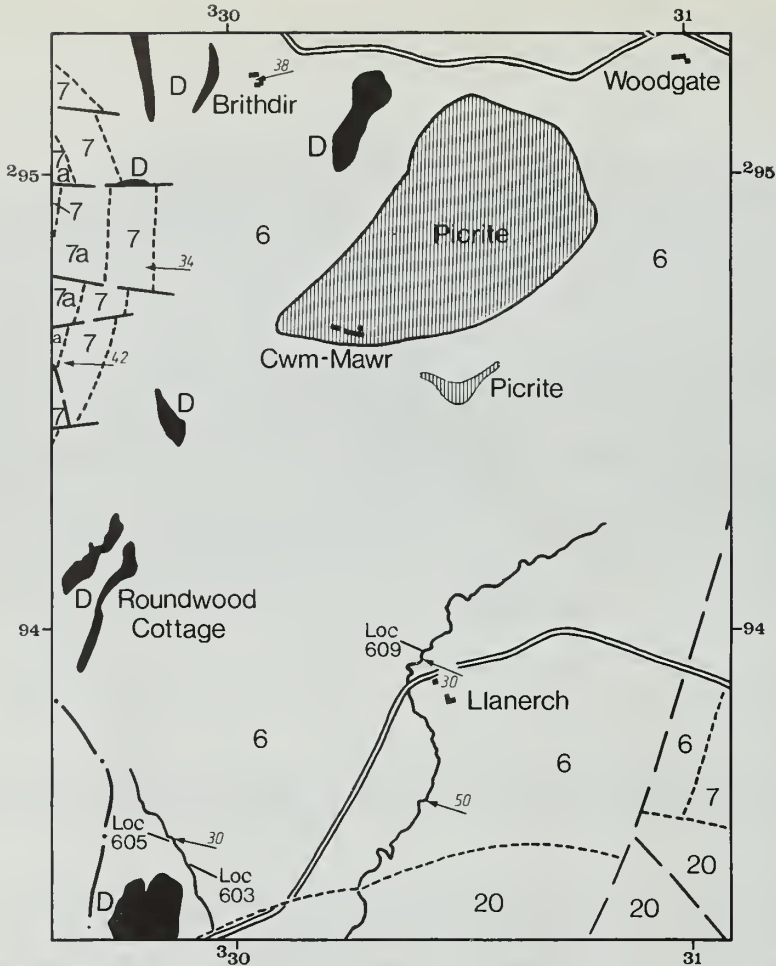 ³30 31
38
D
Brithdir
Woodgate
7
7
D
D
7
a
²95
²95
7
6
Picrite
6
7a
7
34
7a
7
a
7
42
Cwm-Mawr
Picrite
D
7
D
Roundwood
Cottage
94
94
Loc
609
30
Llanerch
6
6
6
7
50
Loc
605
30
Loc
603
D
20
20
20
³30 31